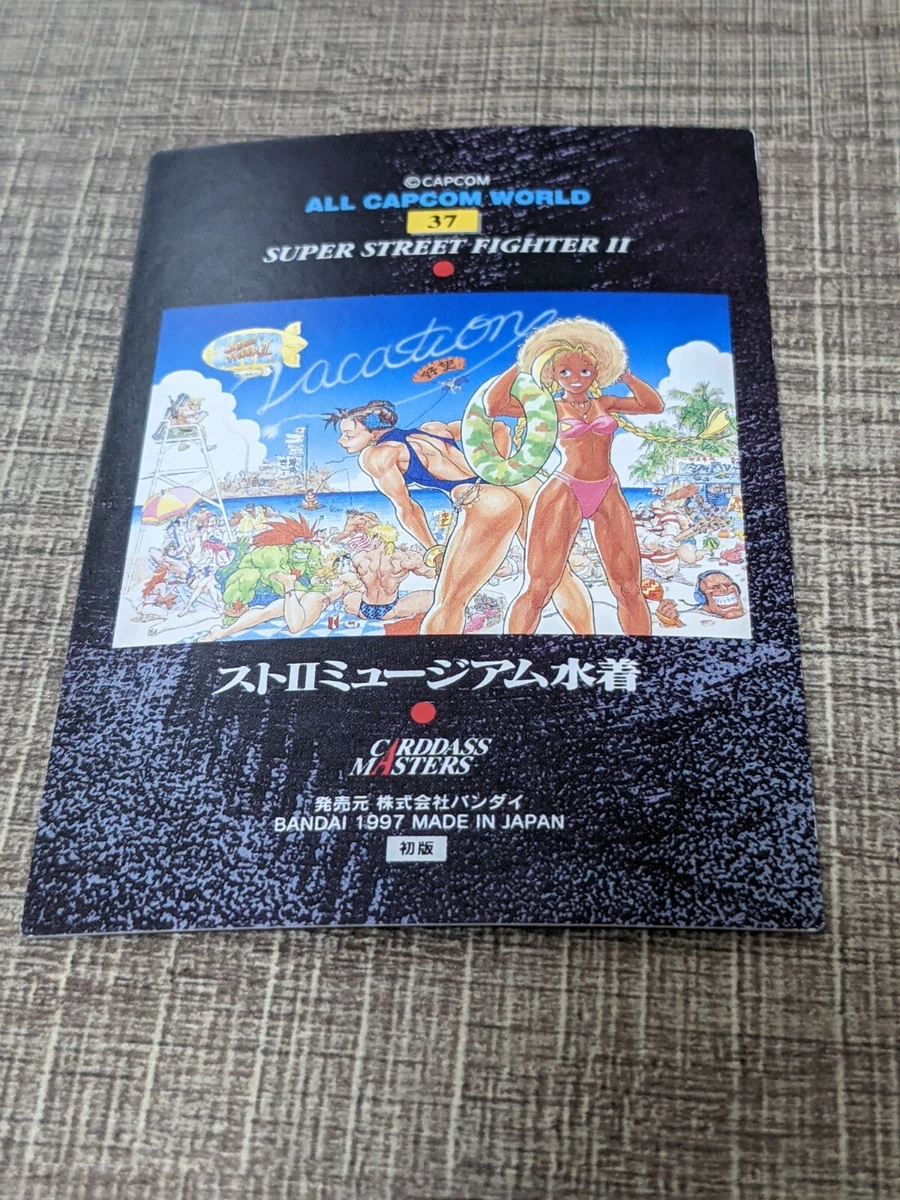 ©CAPCOM
ALL CAPCOM WORLD
37
SUPER STREET FIGHTER II
Vacation
ストIIミュージアム水着
CARDDASS
MASTERS
発売元 株式会社バンダイ
BANDAI 1997 MADE IN JAPAN
初版